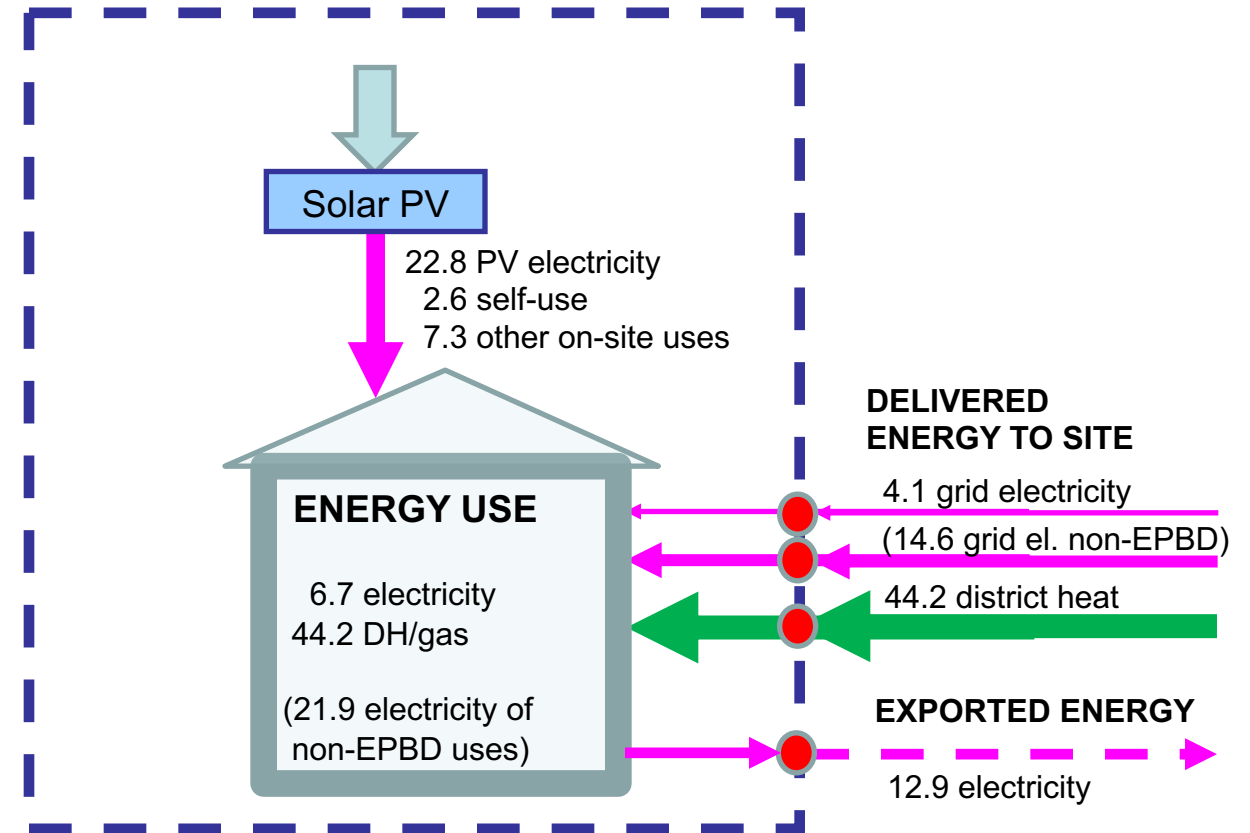 Solar PV
22.8 PV electricity
2.6 self-use
7.3 other on-site uses
DELIVERED
ENERGY TO SITE
4.1 grid electricity
(14.6 grid el. non-EPBD)
44.2 district heat
ENERGY USE
6.7 electricity
44.2 DH/gas
(21.9 electricity of
non-EPBD uses)
EXPORTED ENERGY
12.9 electricity